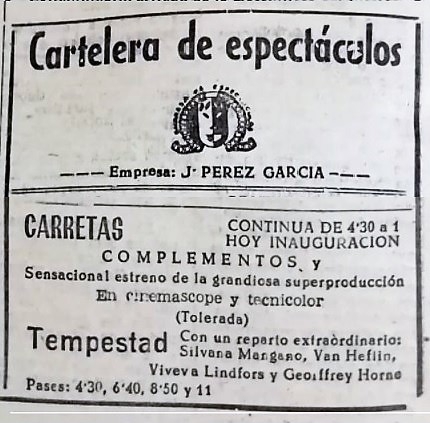 Cartelera de espectáculos
——— Empresa: Jº PEREZ GARCIA -———
CARRETAS
CONTINUA DE 4'30 a 1
HOY INAUGURACION
COMPLEMENTOS y
Sensacional estreno de la grandiosa superproducción
En cinemascope y tecnicolor
(Tolerada)
Tempestad
Con un reparto extraordinario:
Silvana Mangano, Van Heflin,
Viveva Lindfors y Geoffrey Horne
Pases: 4'30, 6'40, 8'50 y 11